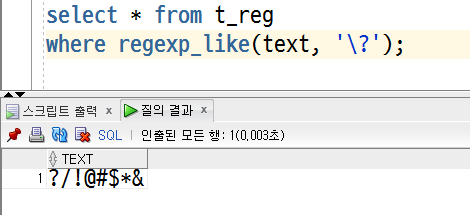 select * from t_reg
where regexp_like(text, '\?');
스크립트 출력 × 질의 결과 ×
SQL | 인출된 모든 행: 1(0,003초)
TEXT
1 ?/!@#$*&